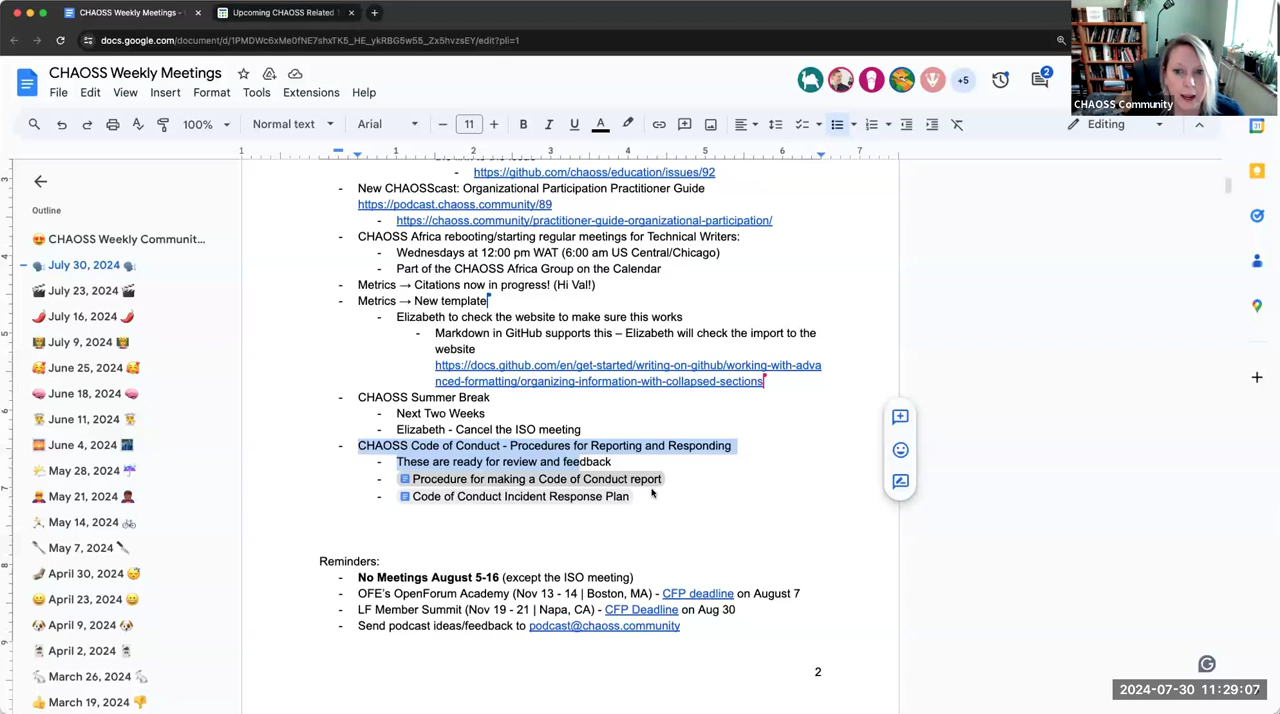 CHAOSS Weekly Meetings -
Upcoming CHAOSS Related
docs.google.com/document/d/1PMDWc6xMe0fNE7shxTK5_HE_ykRBG5w55_Zx5hvzsEY/edit?pli=1
CHAOSS Weekly Meetings
File Edit View Insert Format Tools Extensions Help
+5
2
CHAOSS Community
100% Normal text Arial 11 B I U A Editing
1 1 2 3 4 5 6 7
Outline
😍 CHAOSS Weekly Communit...
🗣️ July 30, 2024 🗣️
🎬 July 23, 2024 🎬
🌶️ July 16, 2024 🌶️
July 9, 2024
🥰 June 25, 2024 🥰
🧠 June 18, 2024 🧠
June 11, 2024
🌅 June 4, 2024 🌃
May 28, 2024 ☔
May 21, 2024
May 14, 2024 🚲
May 7, 2024
April 30, 2024 😴
😀 April 23, 2024 😀
🐶 April 9, 2024 🐶
🃏 April 2, 2024 🃏
🐇 March 26, 2024 🐇
👍 March 19, 2024 👎
- https://github.com/chaoss/education/issues/92
- New CHAOSScast: Organizational Participation Practitioner Guide
https://podcast.chaoss.community/89
- https://chaoss.community/practitioner-guide-organizational-participation/
- CHAOSS Africa rebooting/starting regular meetings for Technical Writers:
- Wednesdays at 12:00 pm WAT (6:00 am US Central/Chicago)
- Part of the CHAOSS Africa Group on the Calendar
- Metrics → Citations now in progress! (Hi Val!)
- Metrics → New template
- Elizabeth to check the website to make sure this works
- Markdown in GitHub supports this – Elizabeth will check the import to the
website
https://docs.github.com/en/get-started/writing-on-github/working-with-adva
nced-formatting/organizing-information-with-collapsed-sections
- CHAOSS Summer Break
- Next Two Weeks
- Elizabeth - Cancel the ISO meeting
- CHAOSS Code of Conduct - Procedures for Reporting and Responding
- These are ready for review and feedback
- Procedure for making a Code of Conduct report
- Code of Conduct Incident Response Plan
Reminders:
- No Meetings August 5-16 (except the ISO meeting)
- OFE's OpenForum Academy (Nov 13 - 14 | Boston, MA) - CFP deadline on August 7
- LF Member Summit (Nov 19 - 21 | Napa, CA) - CFP Deadline on Aug 30
- Send podcast ideas/feedback to podcast@chaoss.community
2
2024-07-30 11:29:07